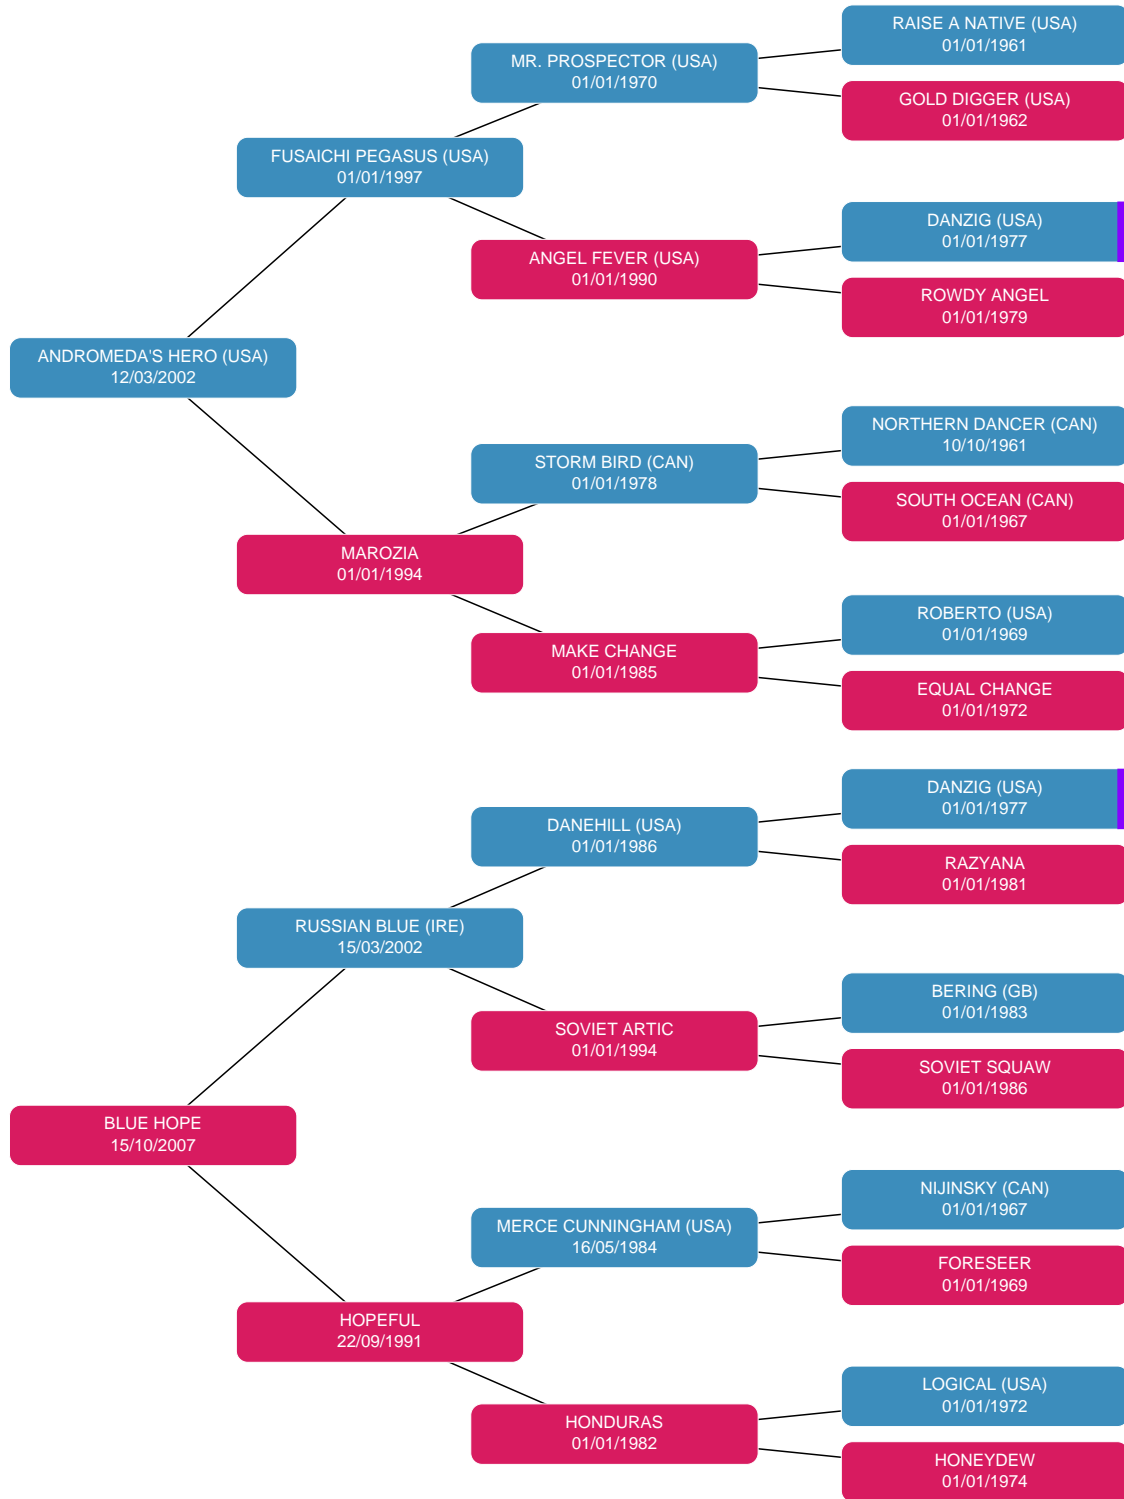 RAISE A NATIVE (USA)
01/01/1961
MR. PROSPECTOR (USA)
01/01/1970
GOLD DIGGER (USA)
01/01/1962
FUSAICHI PEGASUS (USA)
01/01/1997
DANZIG (USA)
01/01/1977
ANGEL FEVER (USA)
01/01/1990
ROWDY ANGEL
01/01/1979
ANDROMEDA'S HERO (USA)
12/03/2002
NORTHERN DANCER (CAN)
10/10/1961
STORM BIRD (CAN)
01/01/1978
SOUTH OCEAN (CAN)
01/01/1967
MAROZIA
01/01/1994
ROBERTO (USA)
01/01/1969
MAKE CHANGE
01/01/1985
EQUAL CHANGE
01/01/1972
DANZIG (USA)
01/01/1977
DANEHILL (USA)
01/01/1986
RAZYANA
01/01/1981
RUSSIAN BLUE (IRE)
15/03/2002
BERING (GB)
01/01/1983
SOVIET ARTIC
01/01/1994
SOVIET SQUAW
01/01/1986
BLUE HOPE
15/10/2007
NIJINSKY (CAN)
01/01/1967
MERCE CUNNINGHAM (USA)
16/05/1984
FORESEER
01/01/1969
HOPEFUL
22/09/1991
LOGICAL (USA)
01/01/1972
HONDURAS
01/01/1982
HONEYDEW
01/01/1974